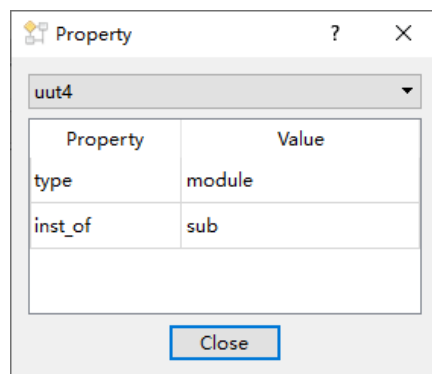 Property ?
uut4
Property Value
type module
inst_of sub
Close